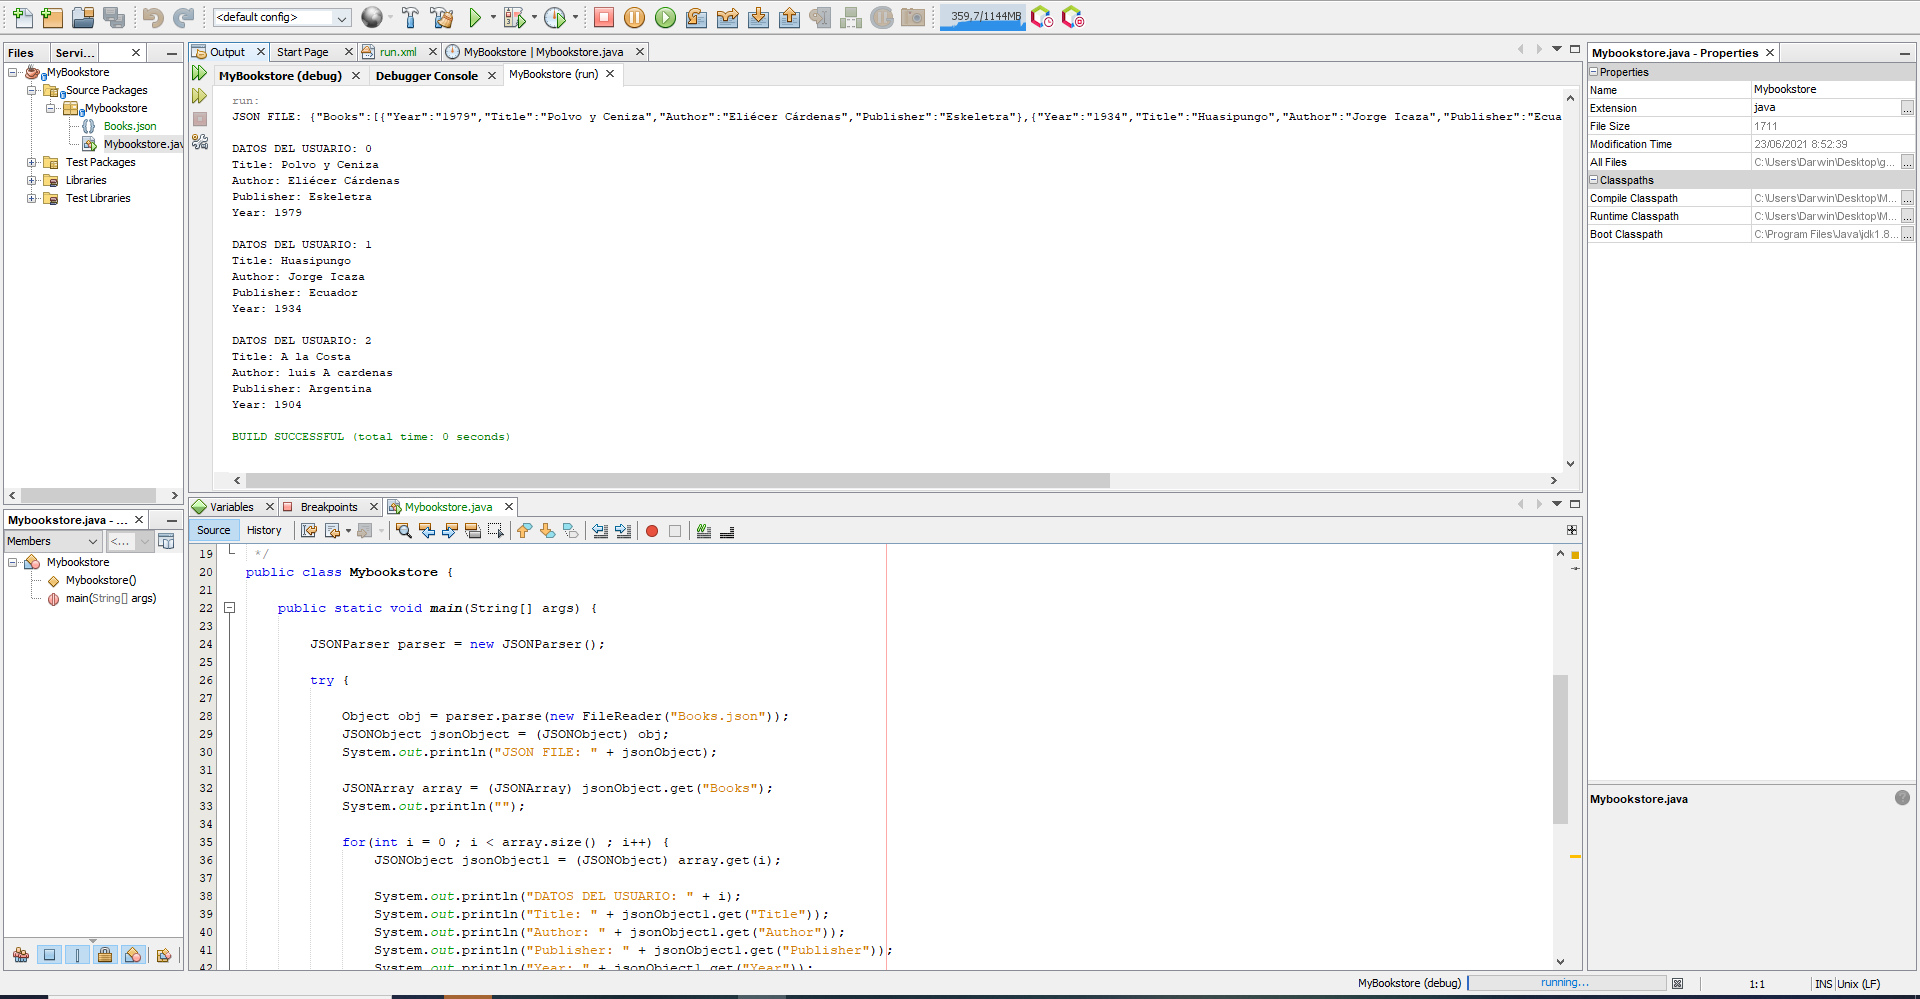 <default config>
359,7/1144MB
Files
Servi...
MyBookstore
Source Packages
Mybookstore
Books.json
Mybookstore.jav
Test Packages
Libraries
Test Libraries
Output
Start Page
run.xml
MyBookstore | Mybookstore.java
MyBookstore (debug)
Debugger Console
MyBookstore (run)
run:
JSON FILE: {"Books":[{"Year":"1979","Title":"Polvo y Ceniza","Author":"Eliécer Cárdenas","Publisher":"Eskeletra"},{"Year":"1934","Title":"Huasipungo","Author":"Jorge Icaza","Publisher":"Ecua
DATOS DEL USUARIO: 0
Title: Polvo y Ceniza
Author: Eliécer Cárdenas
Publisher: Eskeletra
Year: 1979
DATOS DEL USUARIO: 1
Title: Huasipungo
Author: Jorge Icaza
Publisher: Ecuador
Year: 1934
DATOS DEL USUARIO: 2
Title: A la Costa
Author: luis A cardenas
Publisher: Argentina
Year: 1904
BUILD SUCCESSFUL (total time: 0 seconds)
Mybookstore.java - Properties
Properties
Name Mybookstore
Extension java
File Size 1711
Modification Time 23/06/2021 8:52:39
All Files C:\Users\Darwin\Desktop\g... ...
Classpaths
Compile Classpath C:\Users\Darwin\Desktop\M... ...
Runtime Classpath C:\Users\Darwin\Desktop\M... ...
Boot Classpath C:\Program Files\Java\jdk1.8... ...
Mybookstore.java
Mybookstore.java - ...
Members
<...
Mybookstore
Mybookstore()
main(String[] args)
Variables
Breakpoints
Mybookstore.java
Source
History
19 */
20 public class Mybookstore {
21
22 public static void main(String[] args) {
23
24 JSONParser parser = new JSONParser();
25
26 try {
27
28 Object obj = parser.parse(new FileReader("Books.json"));
29 JSONObject jsonObject = (JSONObject) obj;
30 System.out.println("JSON FILE: " + jsonObject);
31
32 JSONArray array = (JSONArray) jsonObject.get("Books");
33 System.out.println("");
34
35 for(int i = 0 ; i < array.size() ; i++) {
36 JSONObject jsonObject1 = (JSONObject) array.get(i);
37
38 System.out.println("DATOS DEL USUARIO: " + i);
39 System.out.println("Title: " + jsonObject1.get("Title"));
40 System.out.println("Author: " + jsonObject1.get("Author"));
41 System.out.println("Publisher: " + jsonObject1.get("Publisher"));
42 System.out.println("Year: " + jsonObject1.get("Year"));
MyBookstore (debug)
running...
1:1
INS
Unix (LF)